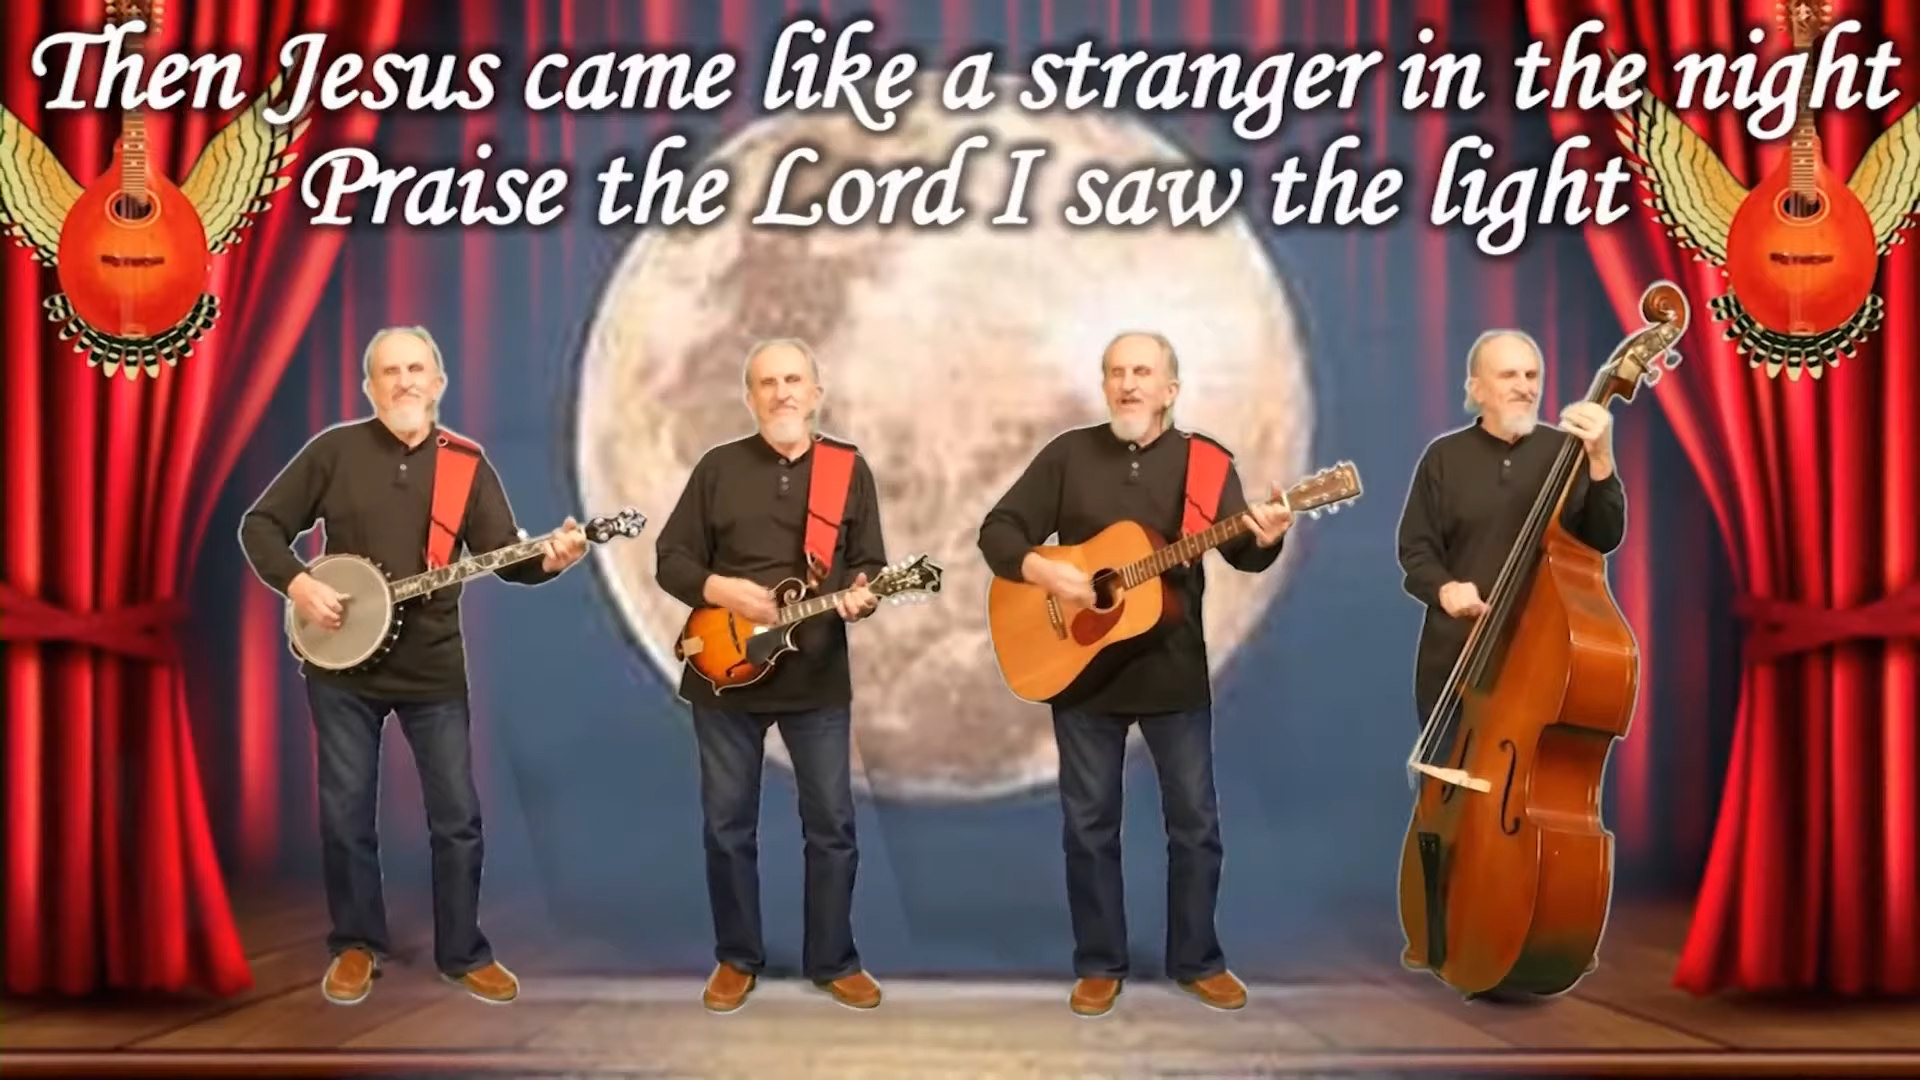 Then Jesus came like a stranger in the night
Praise the Lord I saw the light